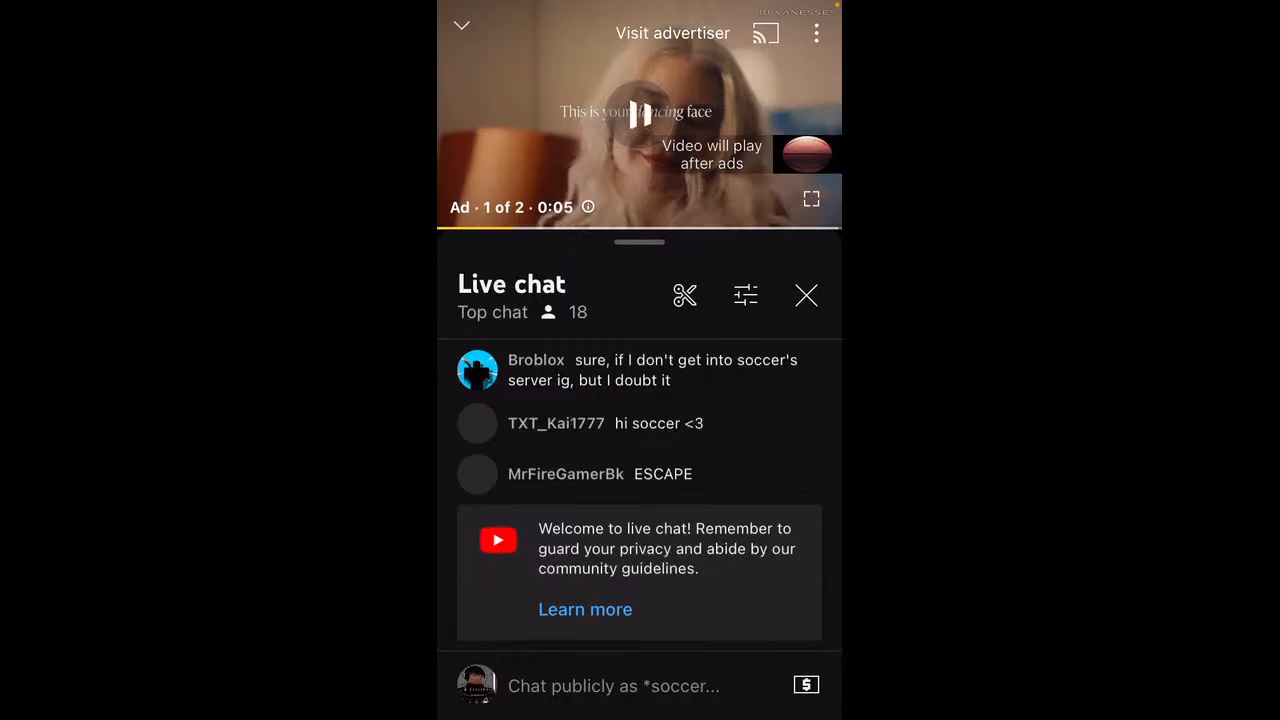 REVANESSE
Visit advertiser
This is your dancing face
Video will play
after ads
Ad · 1 of 2 · 0:05
Live chat
Top chat 18
Broblox sure, if I don't get into soccer's
server ig, but I doubt it
TXT_Kai1777 hi soccer <3
MrFireGamerBk ESCAPE
Welcome to live chat! Remember to
guard your privacy and abide by our
community guidelines.
Learn more
Chat publicly as *soccer...